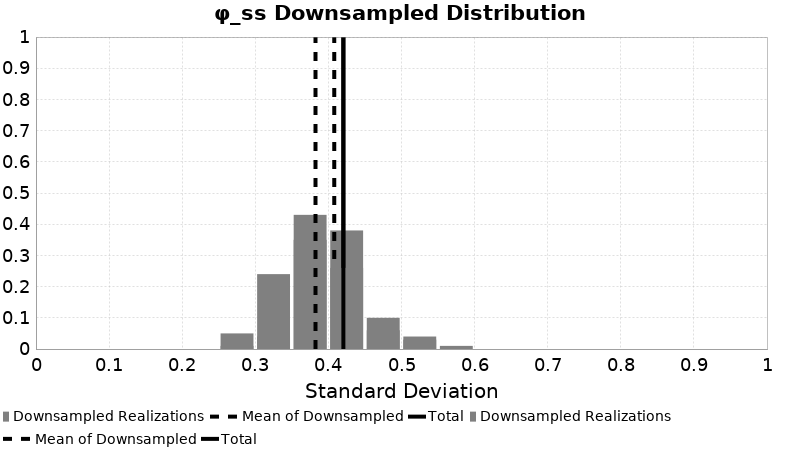 φ_ss Downsampled Distribution
1
0.9
0.8
0.7
0.6
0.5
0.4
0.3
0.2
0.1
0
0 0.1 0.2 0.3 0.4 0.5 0.6 0.7 0.8 0.9 1
Standard Deviation
Downsampled Realizations Mean of Downsampled Total Downsampled Realizations
Mean of Downsampled Total